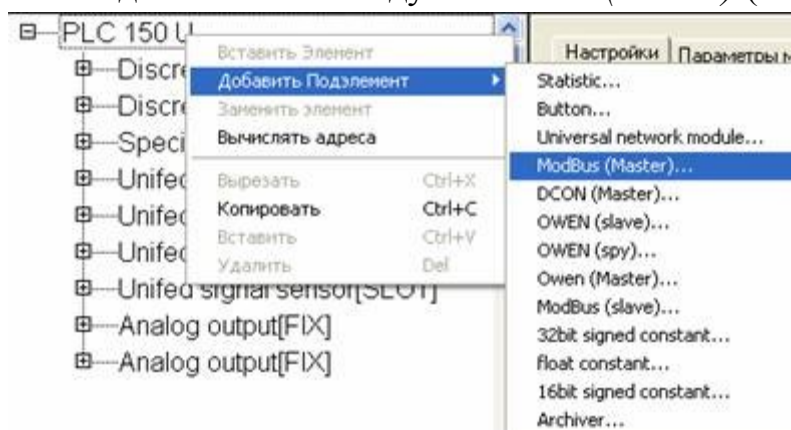 PLC 150 U
Discre
Discre
Speci
Unifed
Unifed
Unifed
Unifed signal sensor[SLOT]
Analog output[FIX]
Analog output[FIX]
Вставить Элемент
Добавить Подэлемент
Заменить элемент
Вычислять адреса
Вырезать Ctrl+X
Копировать Ctrl+C
Вставить Ctrl+V
Удалить Del
Настройки Параметры м
Statistic...
Button...
Universal network module...
ModBus (Master)...
DCON (Master)...
OWEN (slave)...
OWEN (spy)...
Owen (Master)...
ModBus (slave)...
32bit signed constant...
float constant...
16bit signed constant...
Archiver...